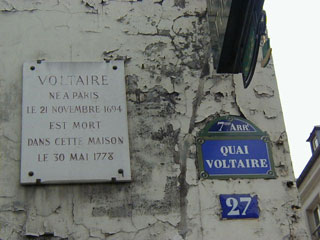 VOLTAIRE
NÉ A PARIS
LE 21 NOVEMBRE 1694
EST MORT
DANS CETTE MAISON
LE 30 MAI 1778
7me ARRt
QUAI
VOLTAIRE
27